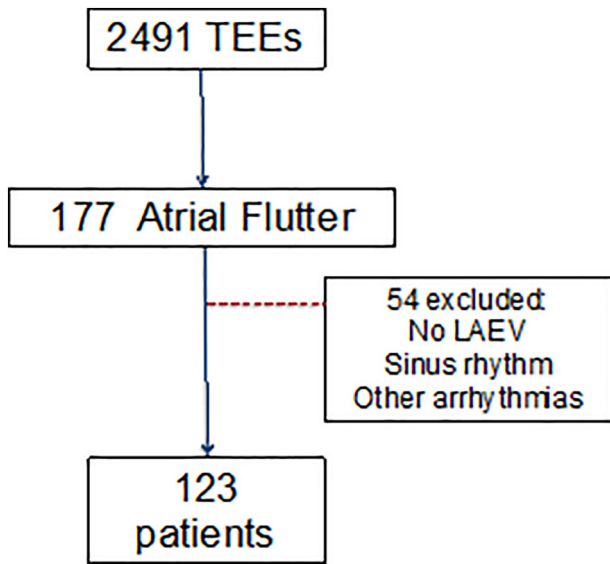 2491 TEEs
177 Atrial Flutter
54 excluded:
No LAEV
Sinus rhythm
Other arrhythmias
123
patients